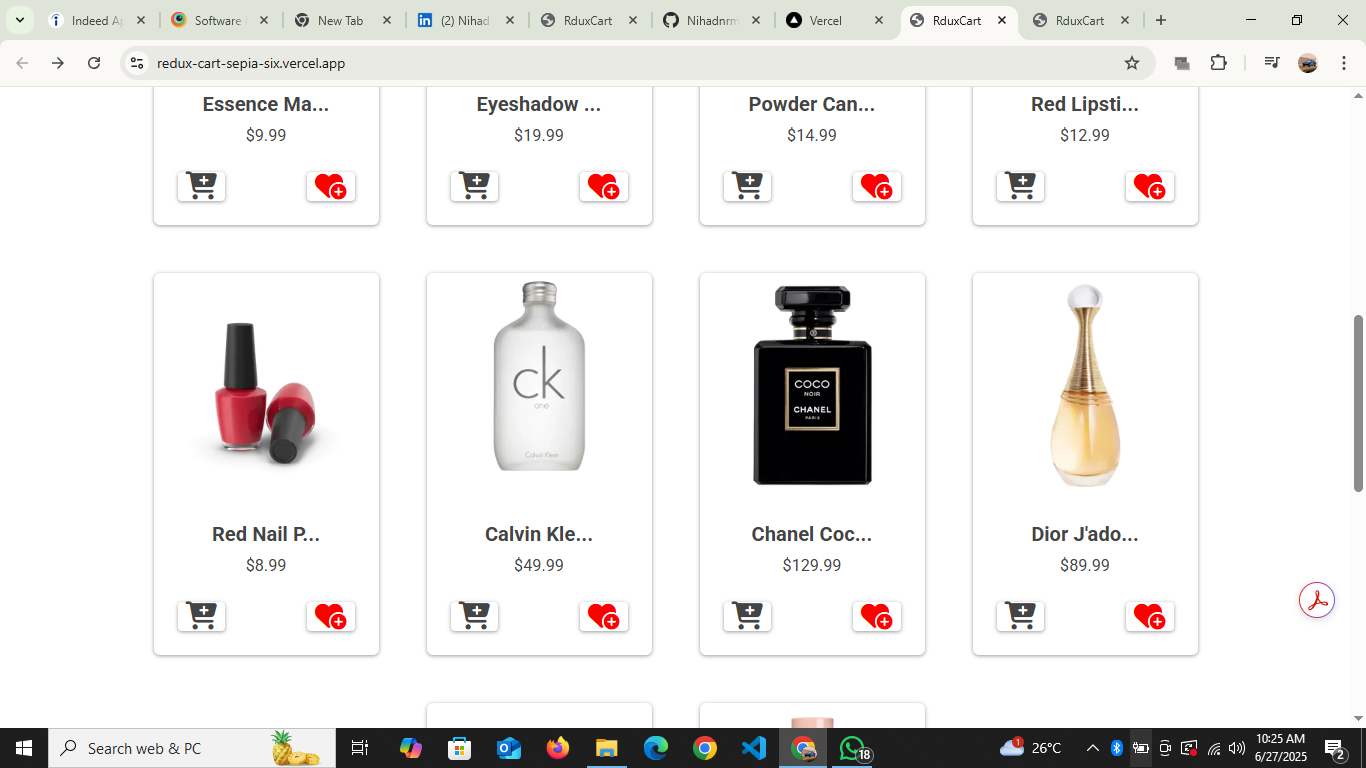 Indeed Ap
Software
New Tab
(2) Nihad
RduxCart
Nihadnrm
Vercel
RduxCart
RduxCart
redux-cart-sepia-six.vercel.app
Essence Ma... Eyeshadow ... Powder Can... Red Lipsti...
$9.99 $19.99 $14.99 $12.99
ck
one
Calvin Klein
COCO
NOIR
CHANEL
PARIS
Red Nail P... Calvin Kle... Chanel Coc... Dior J'ado...
$8.99 $49.99 $129.99 $89.99
Search web & PC
18
1
26°C
10:25 AM
6/27/2025
2